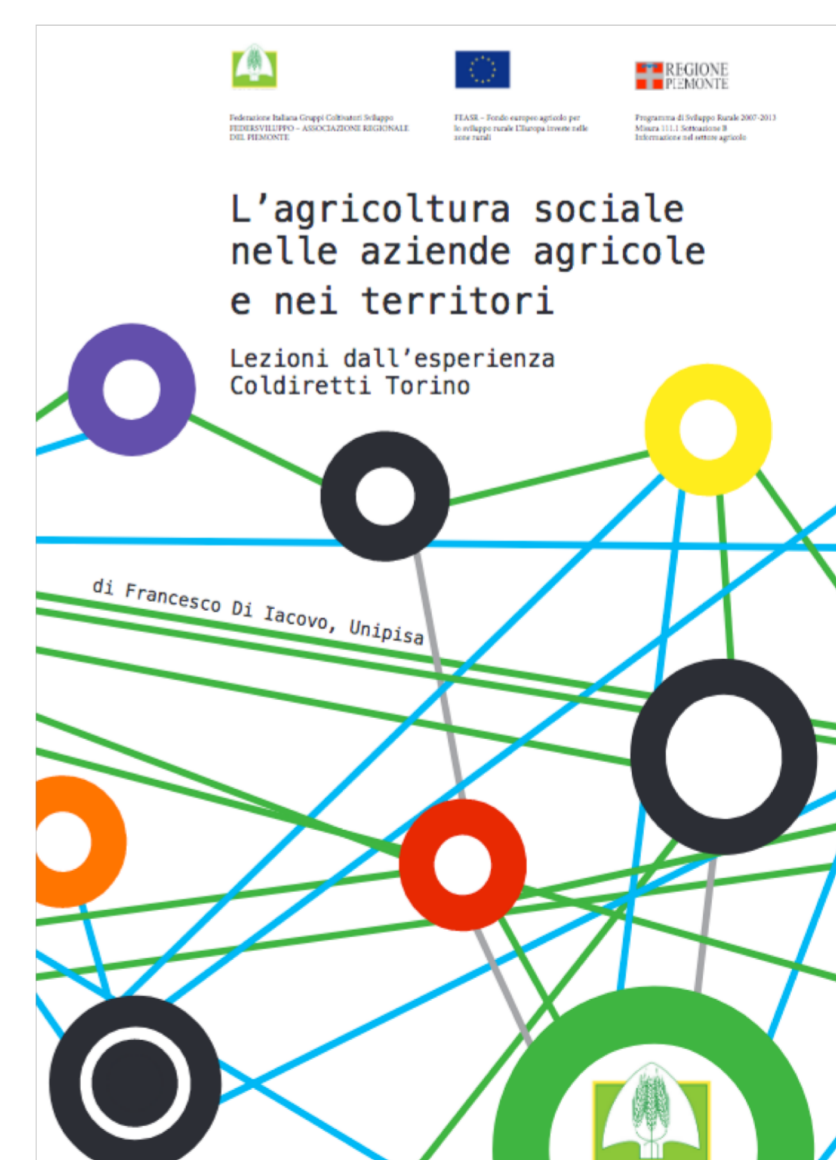 REGIONE
PIEMONTE
Federazione Italiana Gruppi Coltivatori Sviluppo
FEDERSVILUPPO – ASSOCIAZIONE REGIONALE
DEL PIEMONTE
FEASR – Fondo europeo agricolo per
lo sviluppo rurale L'Europa investe nelle
zone rurali
Programma di Sviluppo Rurale 2007-2013
Misura 111.1 Sottoazione B
Informazione nel settore agricolo
L'agricoltura sociale
nelle aziende agricole
e nei territori
Lezioni dall'esperienza
Coldiretti Torino
di Francesco Di Iacovo, Unipisa